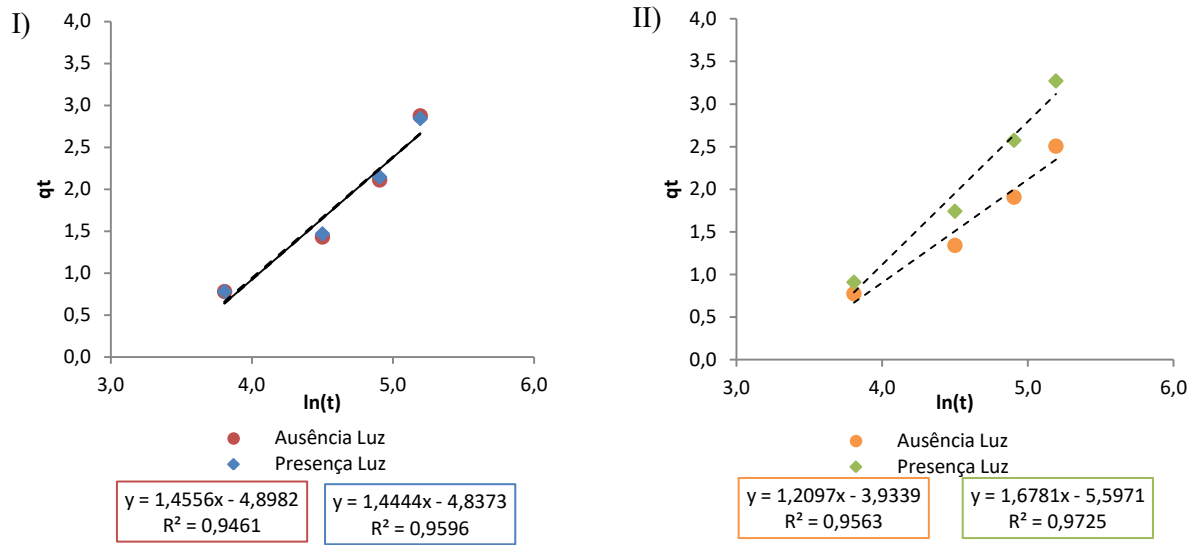 I)
4,0
3,5
3,0
2,5
2,0
1,5
1,0
0,5
0,0
qt
3,0 4,0 5,0 6,0
ln(t)
Ausência Luz
Presença Luz
y = 1,4556x - 4,8982
R² = 0,9461
y = 1,4444x - 4,8373
R² = 0,9596
II)
4,0
3,5
3,0
2,5
2,0
1,5
1,0
0,5
0,0
qt
3,0 4,0 5,0 6,0
ln(t)
Ausência Luz
Presença Luz
y = 1,2097x - 3,9339
R² = 0,9563
y = 1,6781x - 5,5971
R² = 0,9725